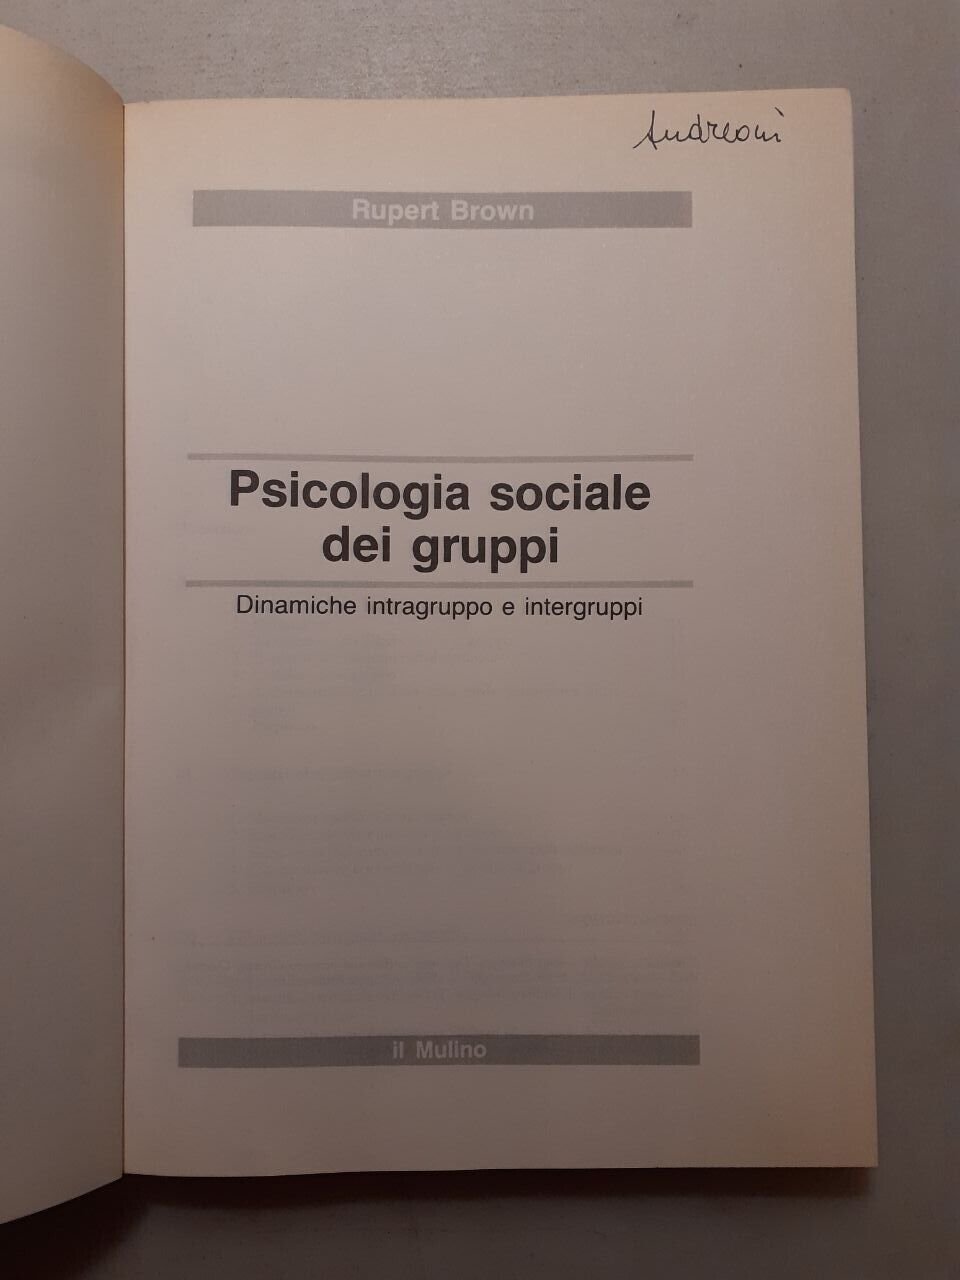 Andreoni
Rupert Brown
Psicologia sociale
dei gruppi
Dinamiche intragruppo e intergruppi
il Mulino